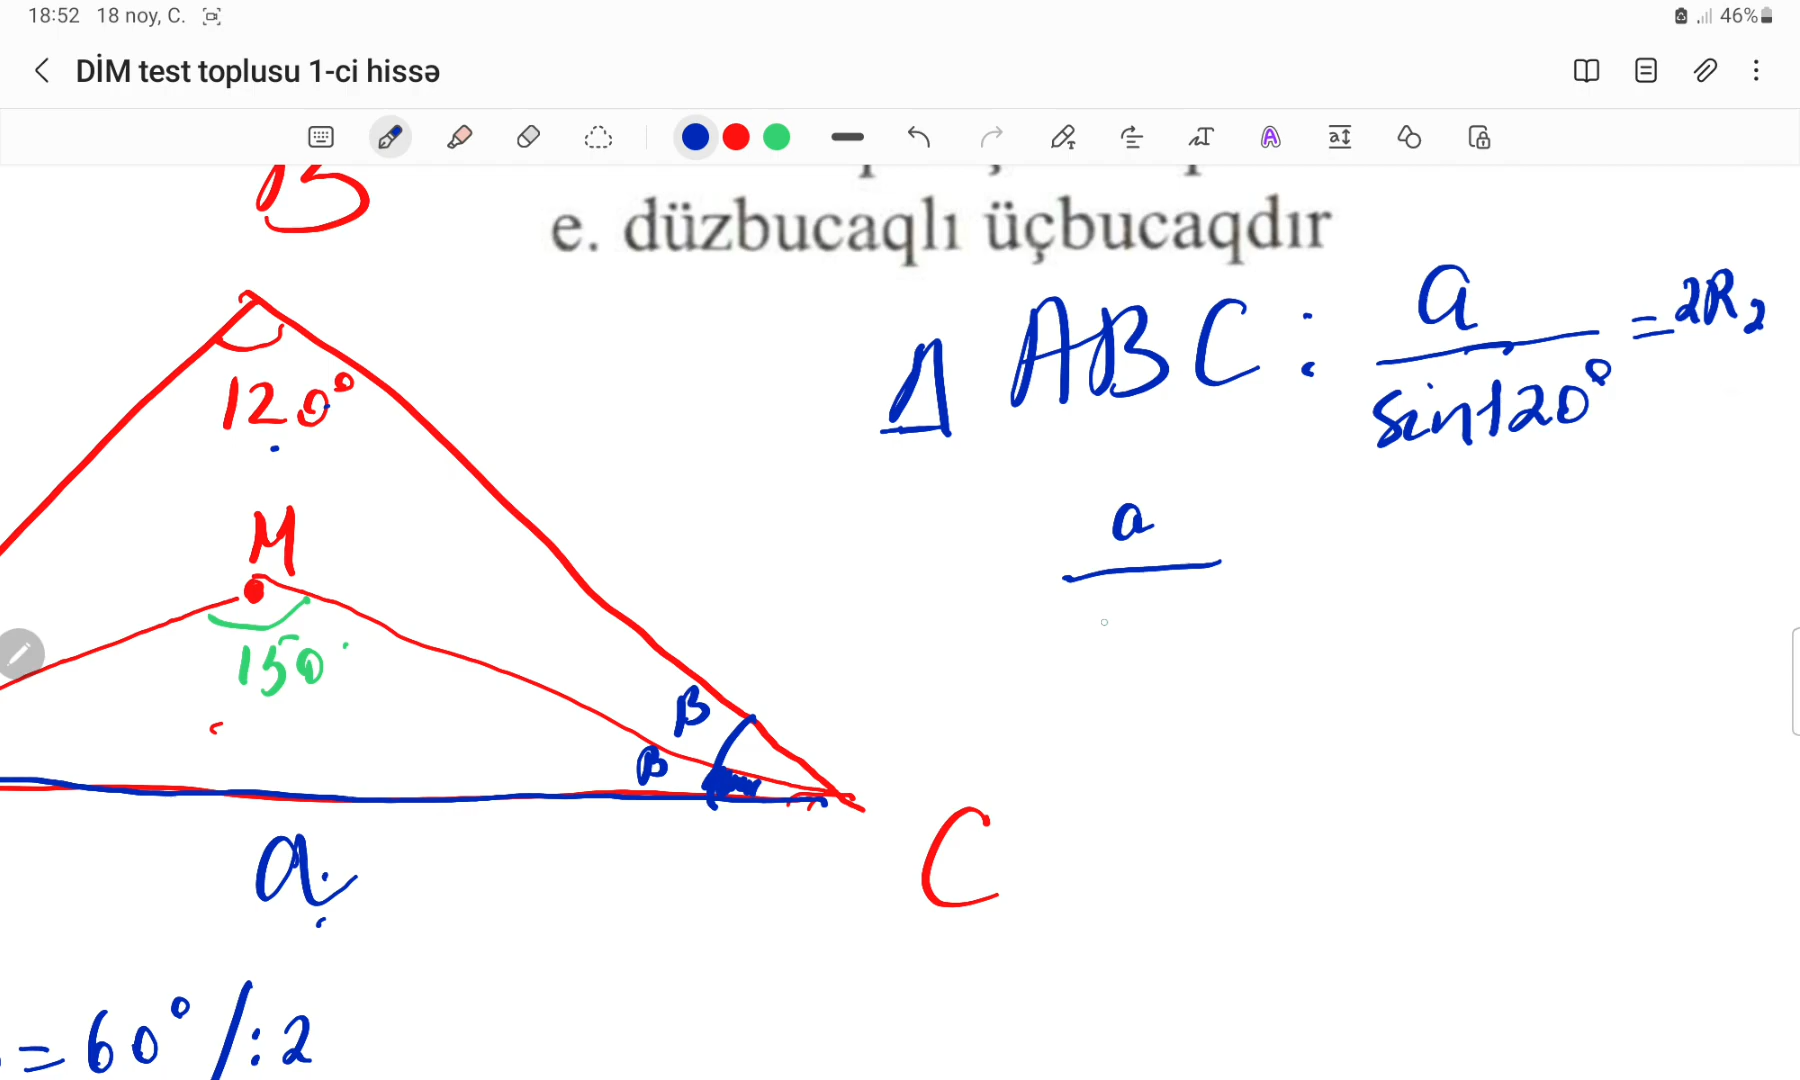 18:52 18 noy, C. 46%
DİM test toplusu 1-ci hissə
B
e. düzbucaqlı üçbucaqdır
Δ ABC : a / sin120° = 2R₂
120°
a
M
150°
β
β
a
C
= 60° / : 2